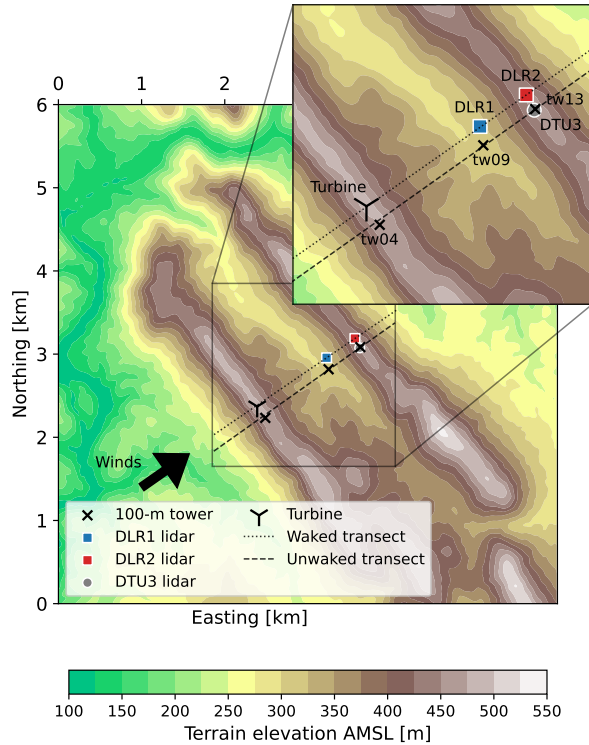 0 1 2
6
5
4
3
2
1
0
Northing [km]
Easting [km]
DLR2
tw13
DLR1
DTU3
tw09
Turbine
tw04
Winds
100-m tower
DLR1 lidar
DLR2 lidar
DTU3 lidar
Turbine
Waked transect
Unwaked transect
100 150 200 250 300 350 400 450 500 550
Terrain elevation AMSL [m]